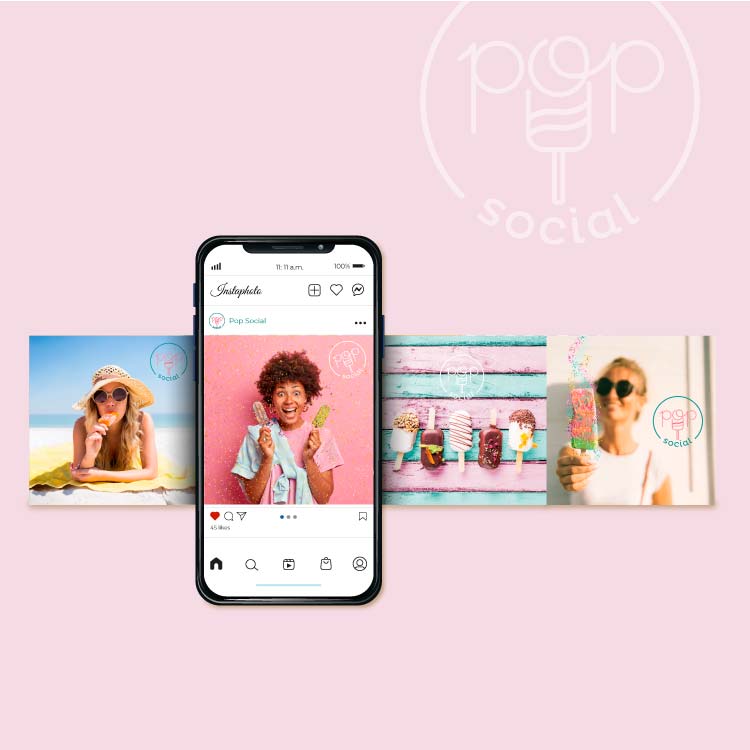 pop
social
11: 11 a.m.
100%
Instaphoto
Pop Social
pop
social
pop
social
pop
social
pop
social
45 likes